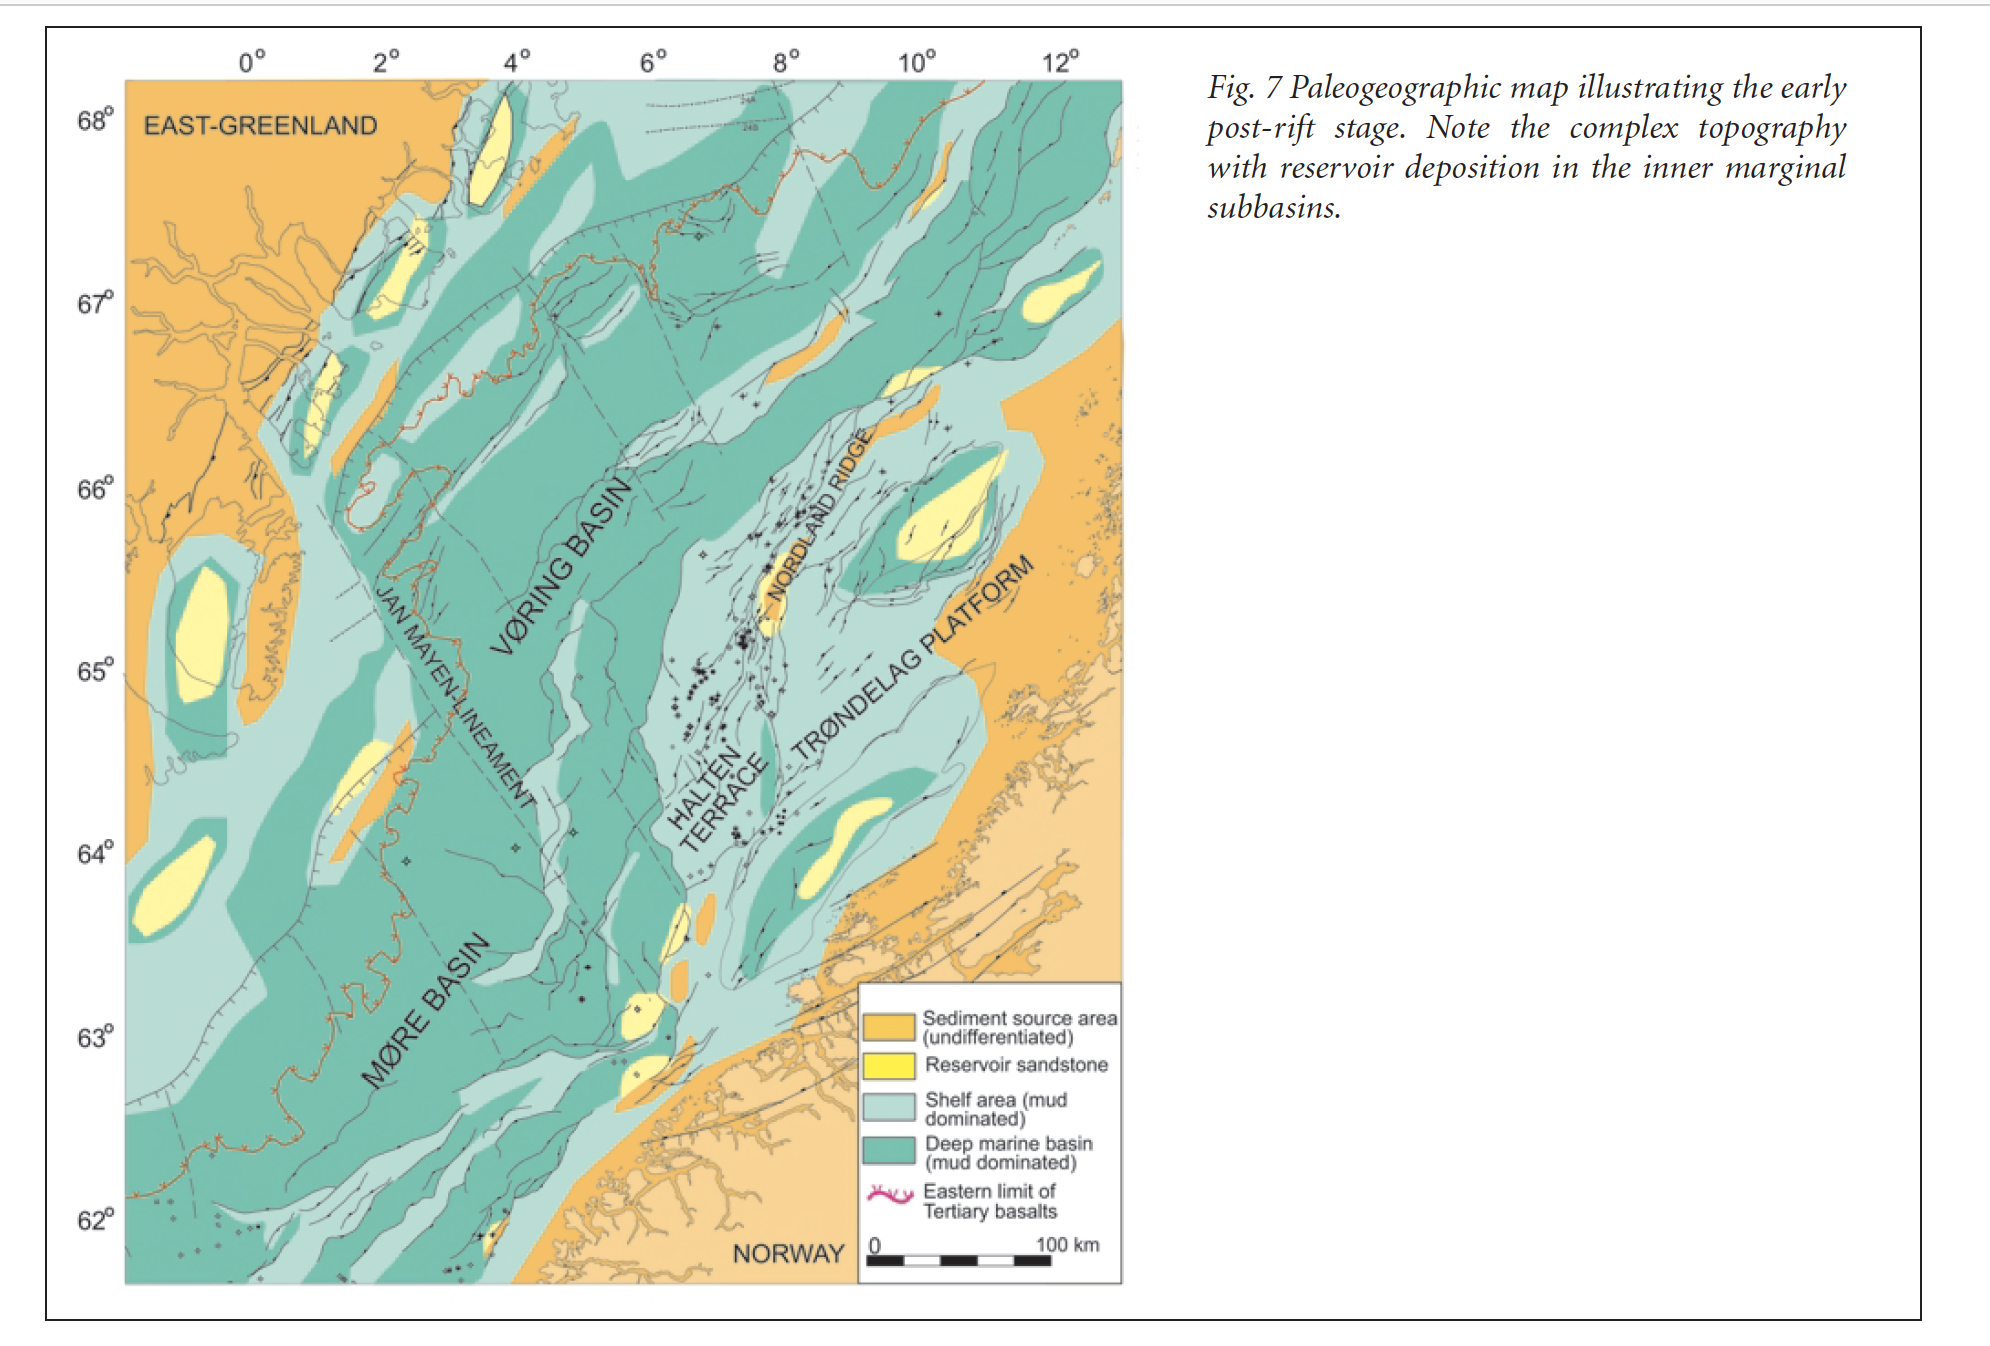 0° 2° 4° 6° 8° 10° 12°
Fig. 7 Paleogeographic map illustrating the early
post-rift stage. Note the complex topography
with reservoir deposition in the inner marginal
subbasins.
68°
67°
66°
65°
64°
63°
62°
EAST-GREENLAND
24A
24B
NORDLAND RIDGE
VØRING BASIN
JAN MAYEN-LINEAMENT
TRØNDELAG PLATFORM
HALTEN
TERRACE
MØRE BASIN
NORWAY
Sediment source area
(undifferentiated)
Reservoir sandstone
Shelf area (mud
dominated)
Deep marine basin
(mud dominated)
Eastern limit of
Tertiary basalts
0 100 km